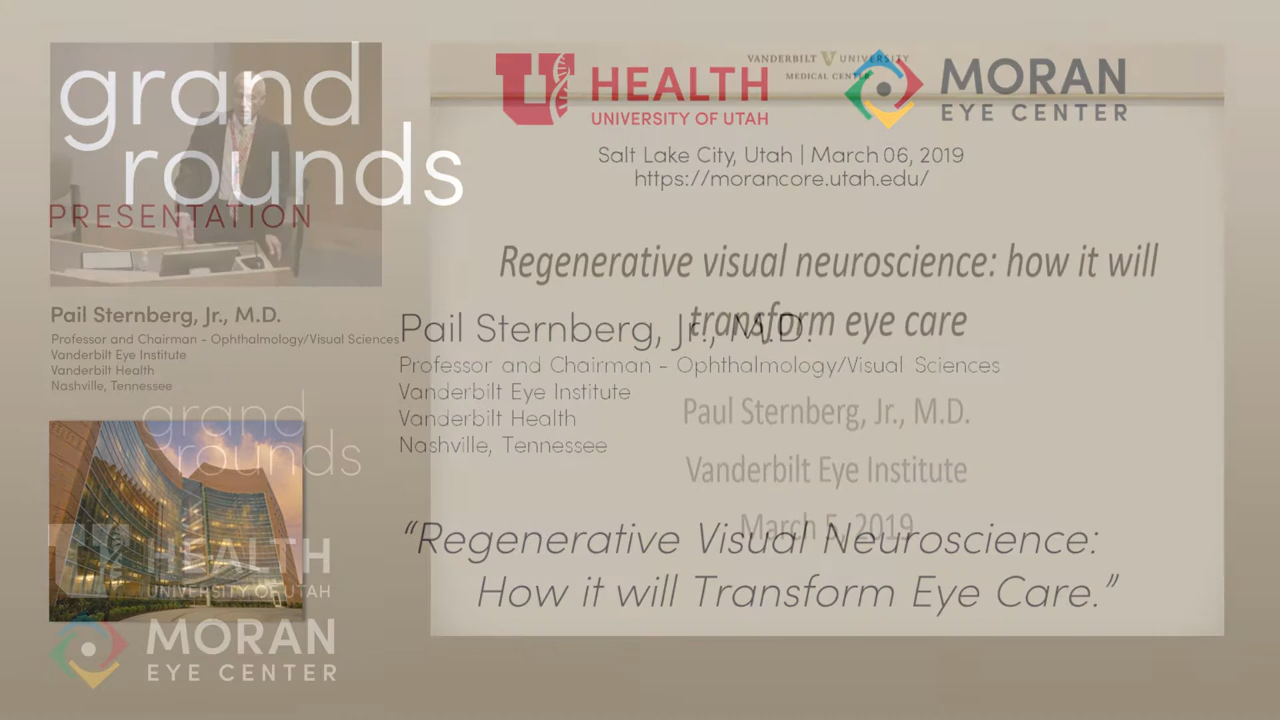 grand
rounds
PRESENTATION
Pail Sternberg, Jr., M.D.
Professor and Chairman - Ophthalmology/Visual Sciences
Vanderbilt Eye Institute
Vanderbilt Health
Nashville, Tennessee
grand
rounds
U HEALTH
UNIVERSITY OF UTAH
MORAN
EYE CENTER
VANDERBILT V UNIVERSITY
MEDICAL CENTER
U HEALTH
UNIVERSITY OF UTAH
MORAN
EYE CENTER
Salt Lake City, Utah | March 06, 2019
https://morancore.utah.edu/
Regenerative visual neuroscience: how it will
transform eye care
Paul Sternberg, Jr., M.D.
Vanderbilt Eye Institute
March 5, 2019
Pail Sternberg, Jr., M.D.
Professor and Chairman - Ophthalmology/Visual Sciences
Vanderbilt Eye Institute
Vanderbilt Health
Nashville, Tennessee
“Regenerative Visual Neuroscience:
How it will Transform Eye Care.”